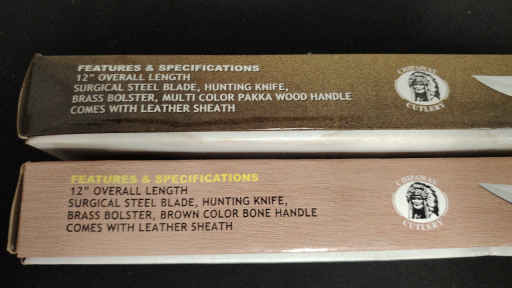 FEATURES & SPECIFICATIONS
12" OVERALL LENGTH
SURGICAL STEEL BLADE, HUNTING KNIFE,
BRASS BOLSTER, MULTI COLOR PAKKA WOOD HANDLE
COMES WITH LEATHER SHEATH
CUTLERY
FEATURES & SPECIFICATIONS
12" OVERALL LENGTH
SURGICAL STEEL BLADE, HUNTING KNIFE,
BRASS BOLSTER, BROWN COLOR BONE HANDLE
COMES WITH LEATHER SHEATH
CUTLERY